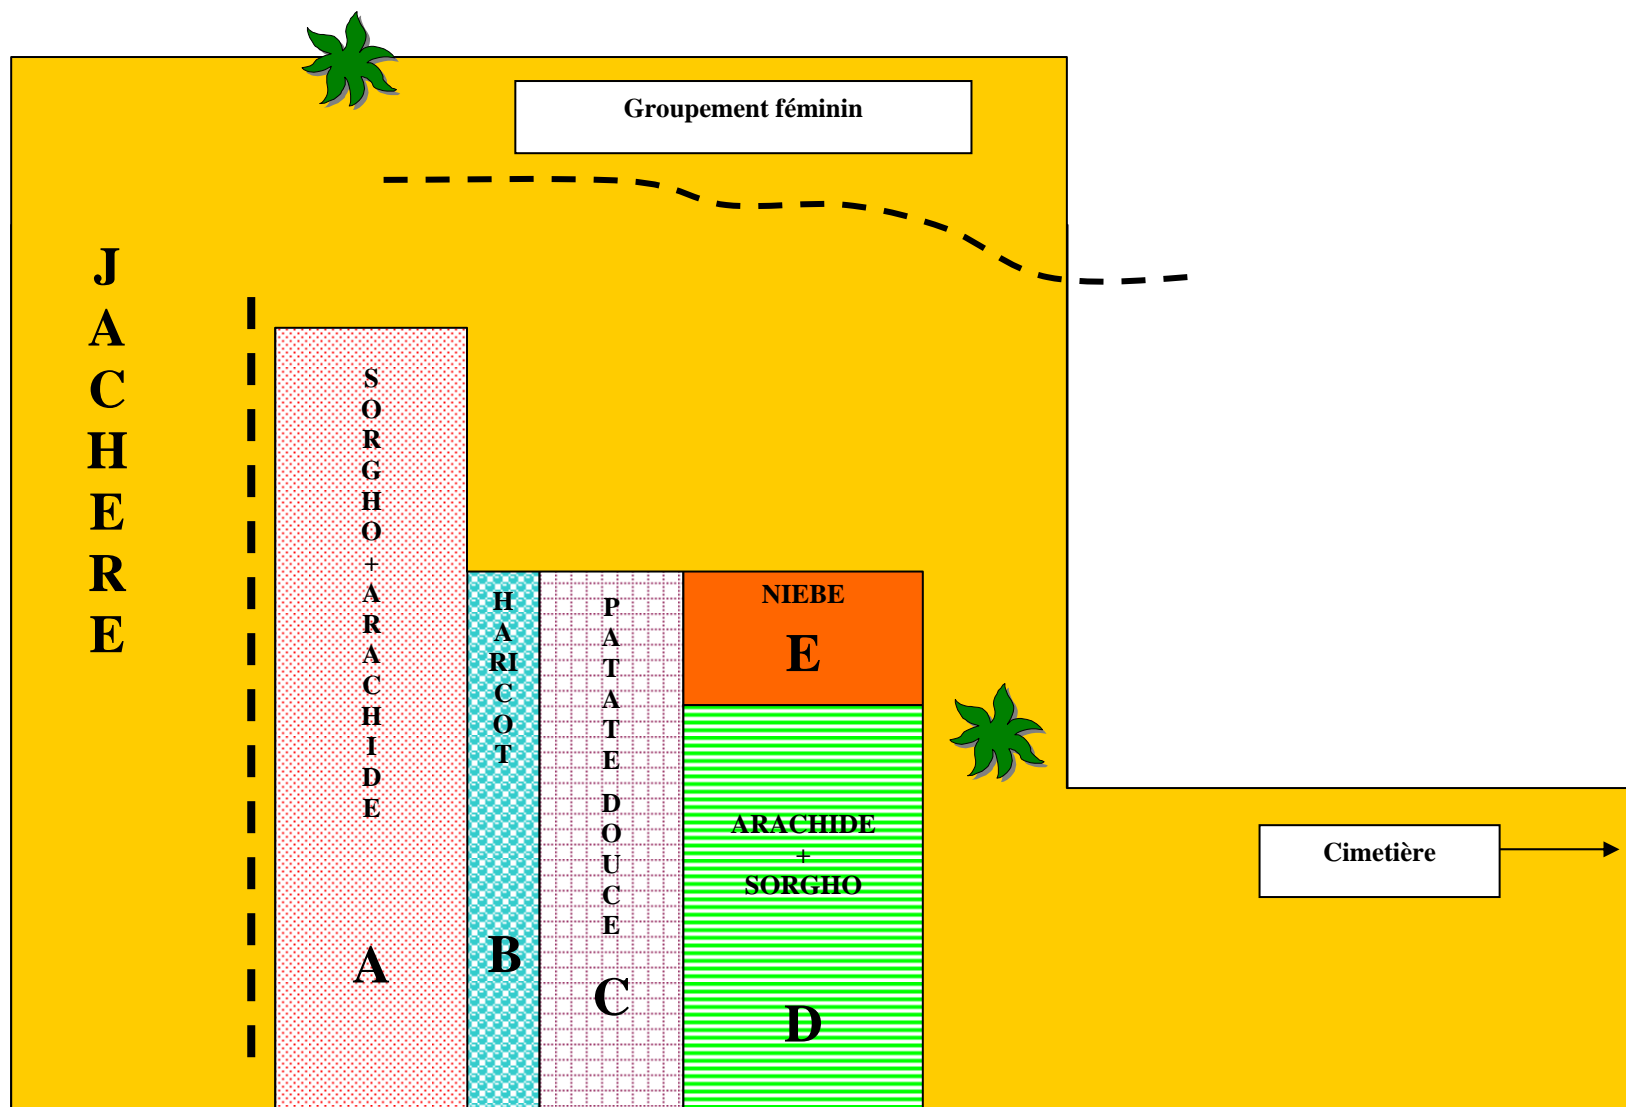 Groupement féminin
JACHERE
SORGHO + ARACHIDE
A
HARICOT
B
PATATE DOUCE
C
NIEBE
E
ARACHIDE
+
SORGHO
D
Cimetière